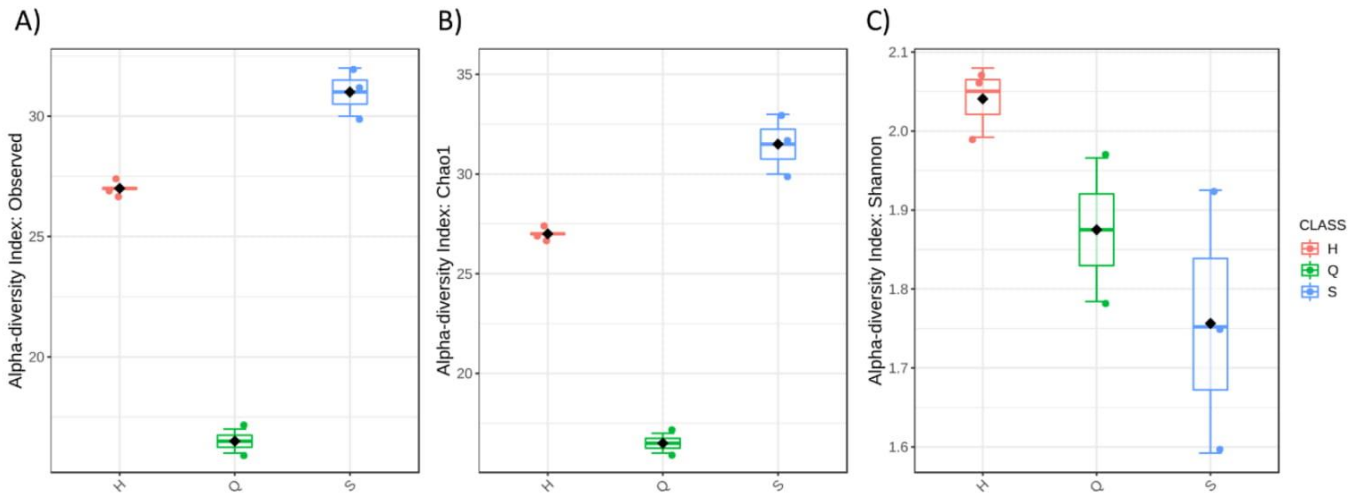 A)
Alpha-diversity Index: Observed
30
25
20
H
Q
S
B)
Alpha-diversity Index: Chao1
35
30
25
20
H
Q
S
C)
Alpha-diversity Index: Shannon
2.1
2.0
1.9
1.8
1.7
1.6
H
Q
S
CLASS
H
Q
S